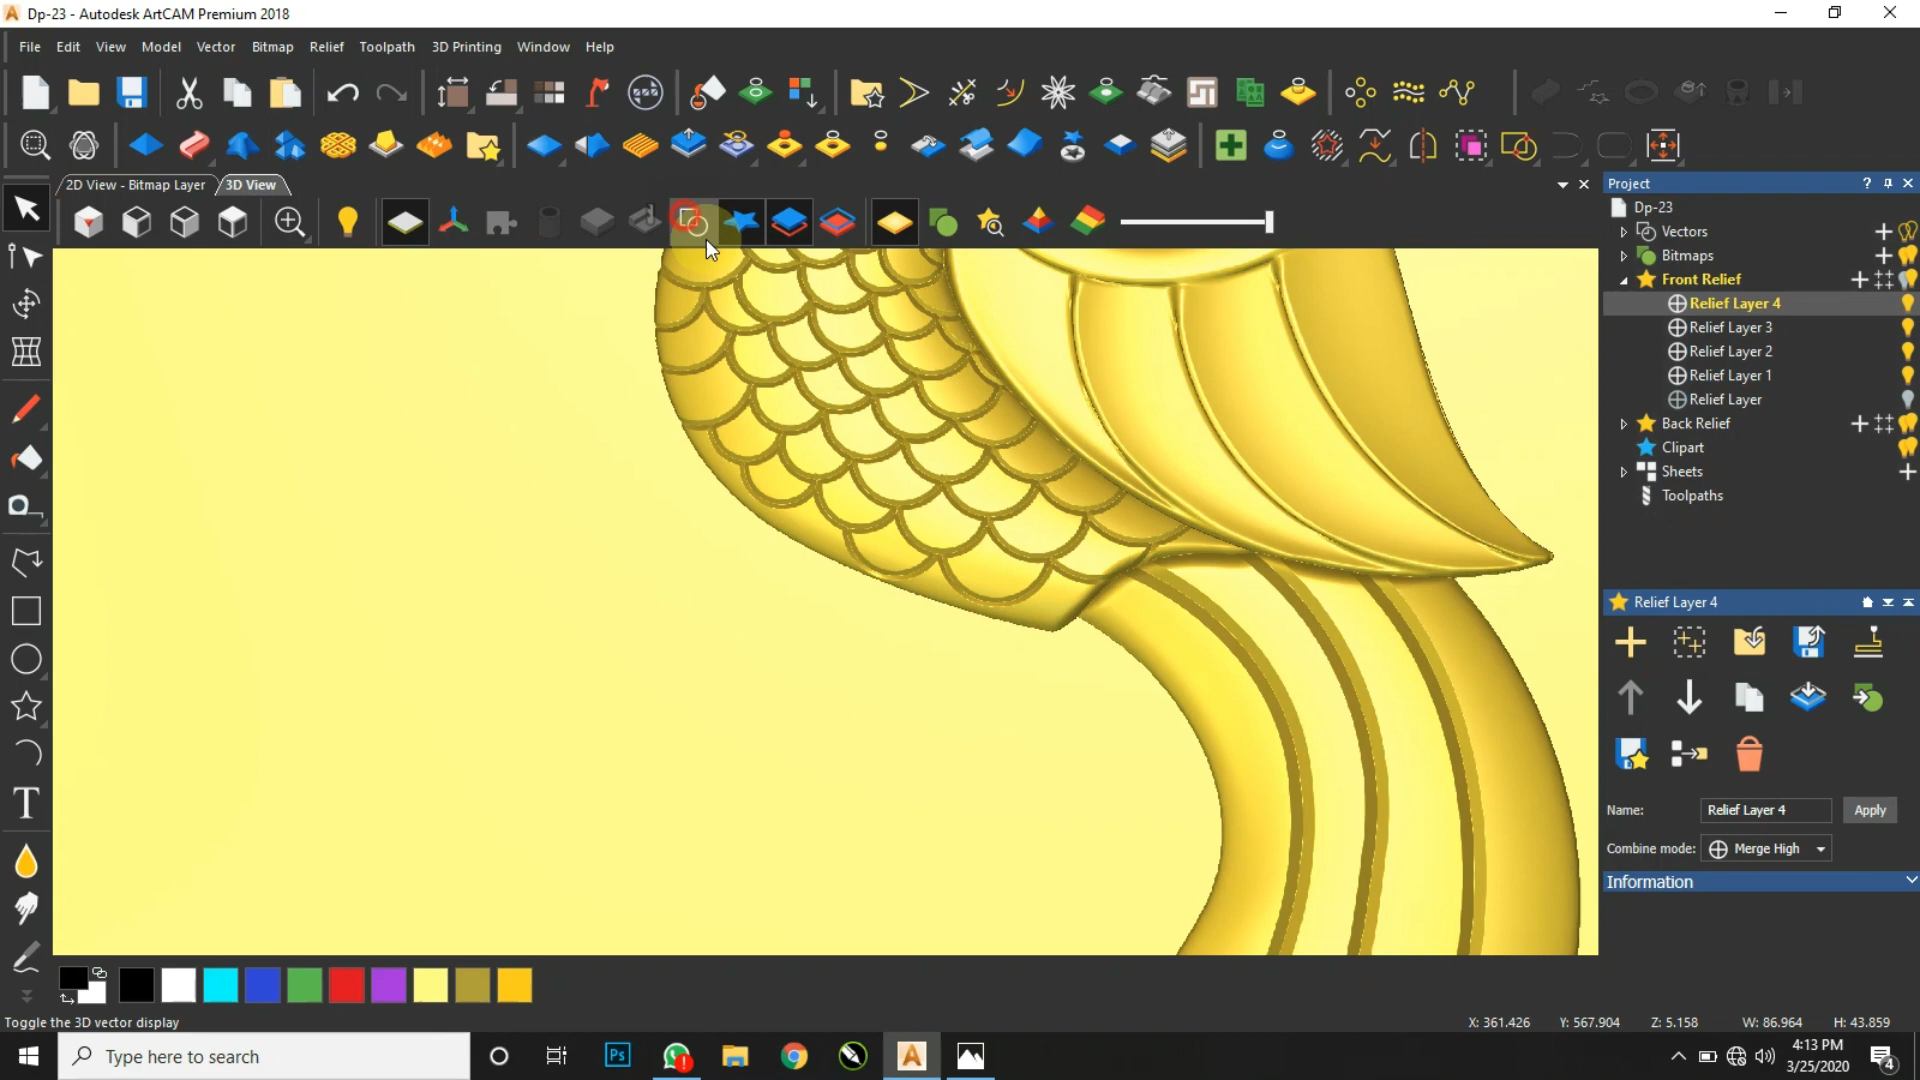 Dp-23 - Autodesk ArtCAM Premium 2018
File Edit View Model Vector Bitmap Relief Toolpath 3D Printing Window Help
2D View - Bitmap Layer 3D View
Project
Dp-23
Vectors
Bitmaps
Front Relief
Relief Layer 4
Relief Layer 3
Relief Layer 2
Relief Layer 1
Relief Layer
Back Relief
Clipart
Sheets
Toolpaths
Relief Layer 4
Name: Relief Layer 4 Apply
Combine mode: Merge High
Information
Toggle the 3D vector display X: 361.426 Y: 567.904 Z: 5.158 W: 86.964 H: 43.859
Type here to search Ps
4:13 PM
3/25/2020
4